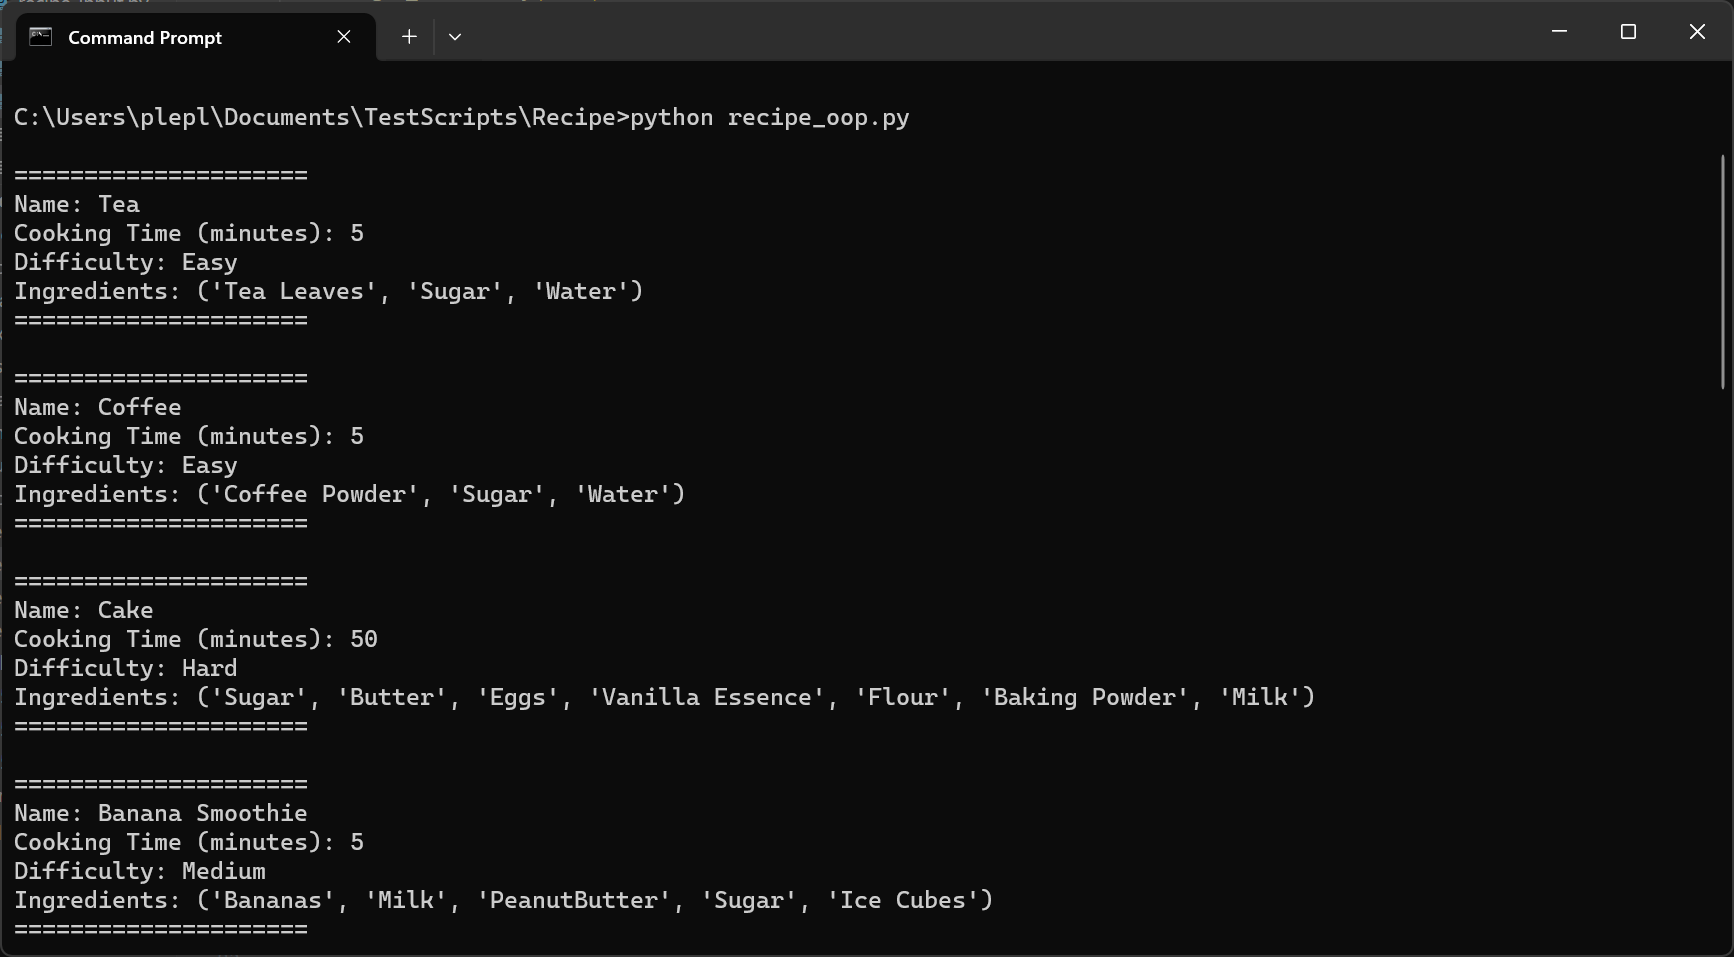 Command Prompt
C:\Users\plepl\Documents\TestScripts\Recipe>python recipe_oop.py
=====================
Name: Tea
Cooking Time (minutes): 5
Difficulty: Easy
Ingredients: ('Tea Leaves', 'Sugar', 'Water')
=====================
=====================
Name: Coffee
Cooking Time (minutes): 5
Difficulty: Easy
Ingredients: ('Coffee Powder', 'Sugar', 'Water')
=====================
=====================
Name: Cake
Cooking Time (minutes): 50
Difficulty: Hard
Ingredients: ('Sugar', 'Butter', 'Eggs', 'Vanilla Essence', 'Flour', 'Baking Powder', 'Milk')
=====================
=====================
Name: Banana Smoothie
Cooking Time (minutes): 5
Difficulty: Medium
Ingredients: ('Bananas', 'Milk', 'PeanutButter', 'Sugar', 'Ice Cubes')
=====================